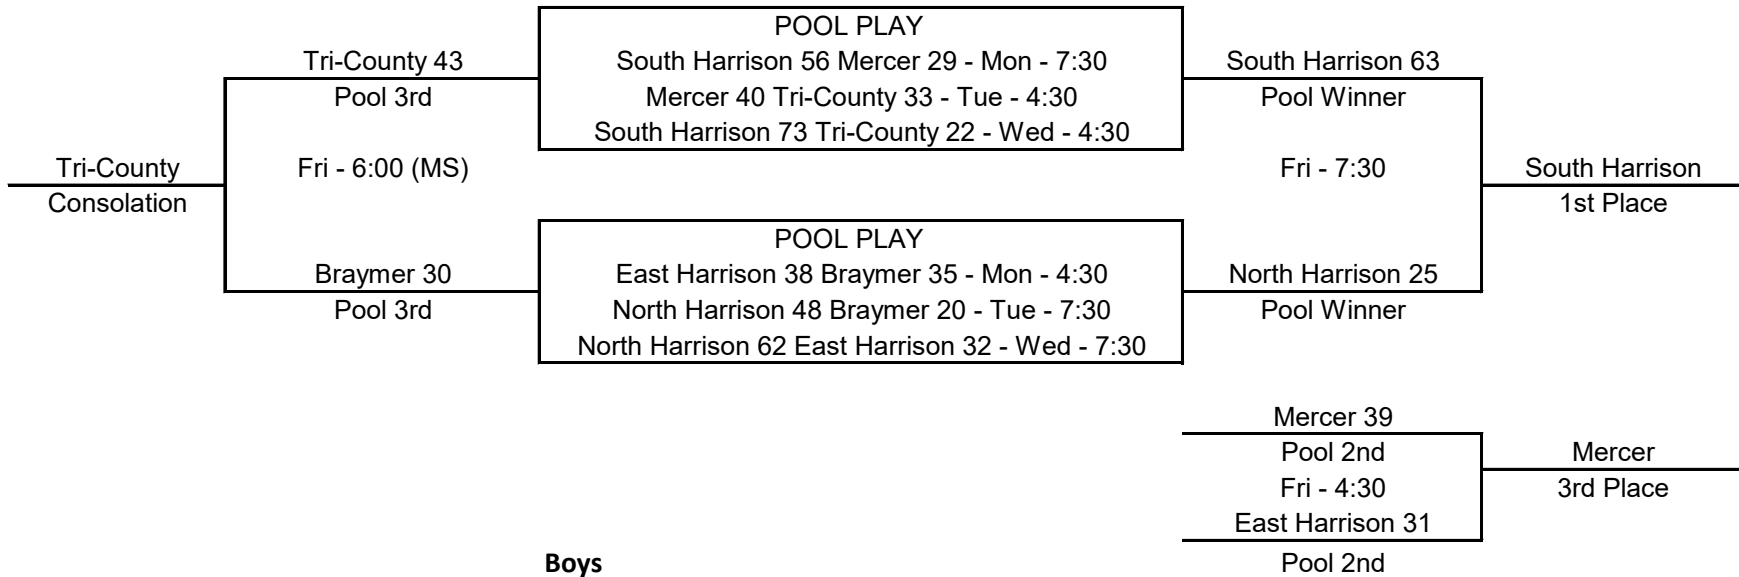 POOL PLAY
Tri-County 43
South Harrison 56 Mercer 29 - Mon - 7:30
South Harrison 63
Pool 3rd
Mercer 40 Tri-County 33 - Tue - 4:30
Pool Winner
South Harrison 73 Tri-County 22 - Wed - 4:30
Tri-County
Fri - 6:00 (MS)
Fri - 7:30
South Harrison
Consolation
1st Place
POOL PLAY
Braymer 30
East Harrison 38 Braymer 35 - Mon - 4:30
North Harrison 25
Pool 3rd
North Harrison 48 Braymer 20 - Tue - 7:30
Pool Winner
North Harrison 62 East Harrison 32 - Wed - 7:30
Mercer 39
Pool 2nd
Mercer
Fri - 4:30
3rd Place
East Harrison 31
Boys
Pool 2nd